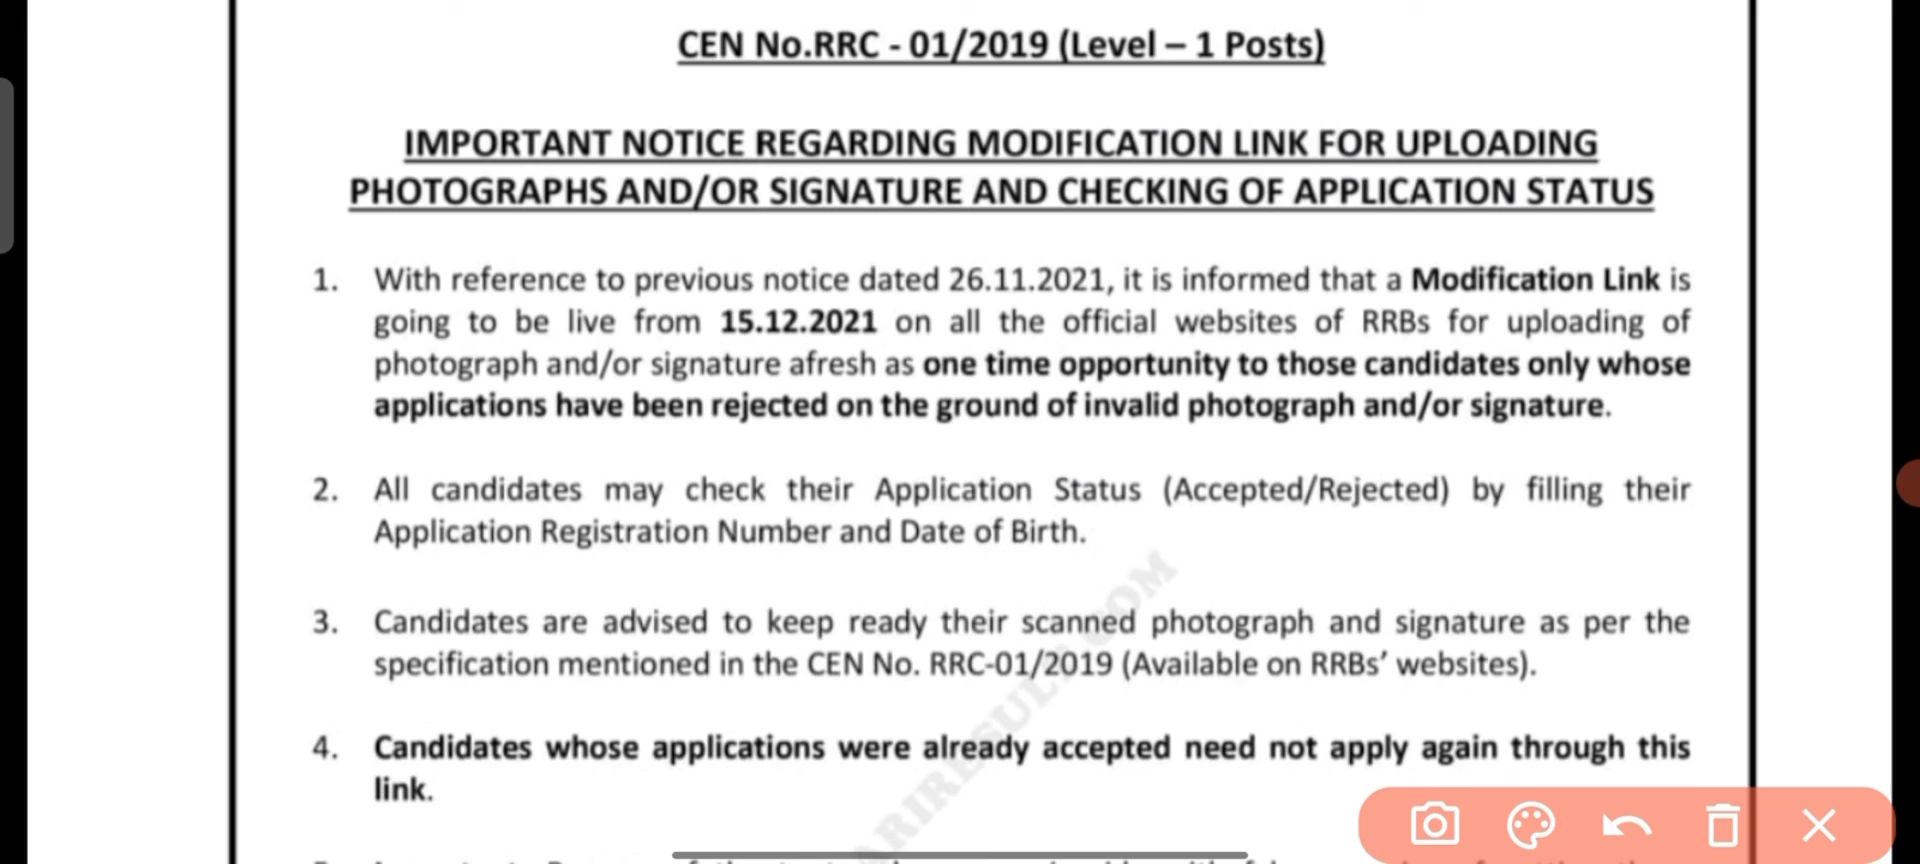 CEN No.RRC - 01/2019 (Level – 1 Posts)
IMPORTANT NOTICE REGARDING MODIFICATION LINK FOR UPLOADING
PHOTOGRAPHS AND/OR SIGNATURE AND CHECKING OF APPLICATION STATUS
1. With reference to previous notice dated 26.11.2021, it is informed that a Modification Link is
going to be live from 15.12.2021 on all the official websites of RRBs for uploading of
photograph and/or signature afresh as one time opportunity to those candidates only whose
applications have been rejected on the ground of invalid photograph and/or signature.
2. All candidates may check their Application Status (Accepted/Rejected) by filling their
Application Registration Number and Date of Birth.
3. Candidates are advised to keep ready their scanned photograph and signature as per the
specification mentioned in the CEN No. RRC-01/2019 (Available on RRBs’ websites).
4. Candidates whose applications were already accepted need not apply again through this
link.